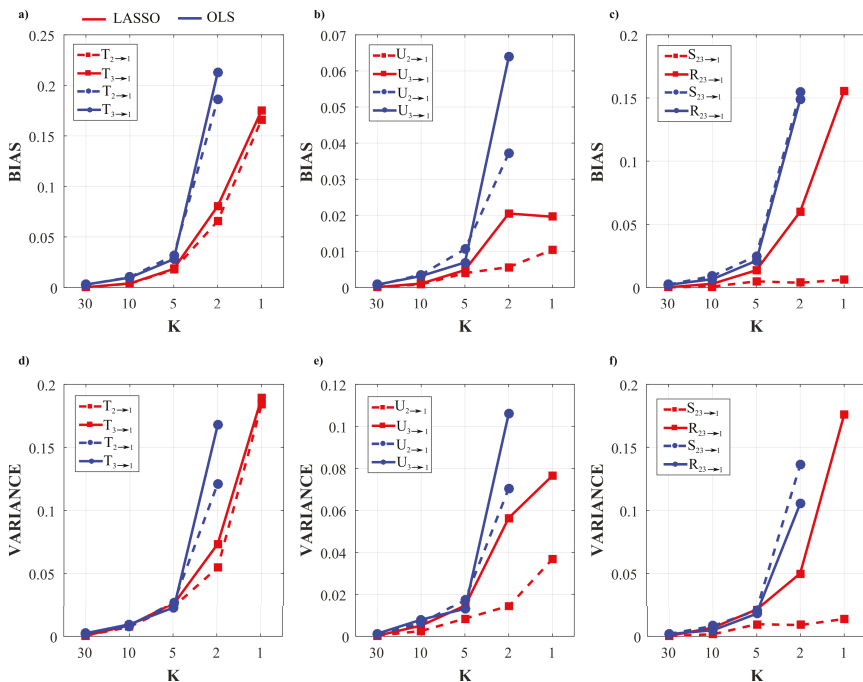 LASSO OLS
a)
T2→1
T3→1
T2→1
T3→1
0.25
0.2
0.15
0.1
0.05
0
BIAS
30 10 5 2 1
K
b)
U2→1
U3→1
U2→1
U3→1
0.07
0.06
0.05
0.04
0.03
0.02
0.01
0
BIAS
30 10 5 2 1
K
c)
S23→1
R23→1
S23→1
R23→1
0.2
0.15
0.1
0.05
0
BIAS
30 10 5 2 1
K
d)
T2→1
T3→1
T2→1
T3→1
0.2
0.15
0.1
0.05
0
VARIANCE
30 10 5 2 1
K
e)
U2→1
U3→1
U2→1
U3→1
0.12
0.1
0.08
0.06
0.04
0.02
0
VARIANCE
30 10 5 2 1
K
f)
S23→1
R23→1
S23→1
R23→1
0.2
0.15
0.1
0.05
0
VARIANCE
30 10 5 2 1
K